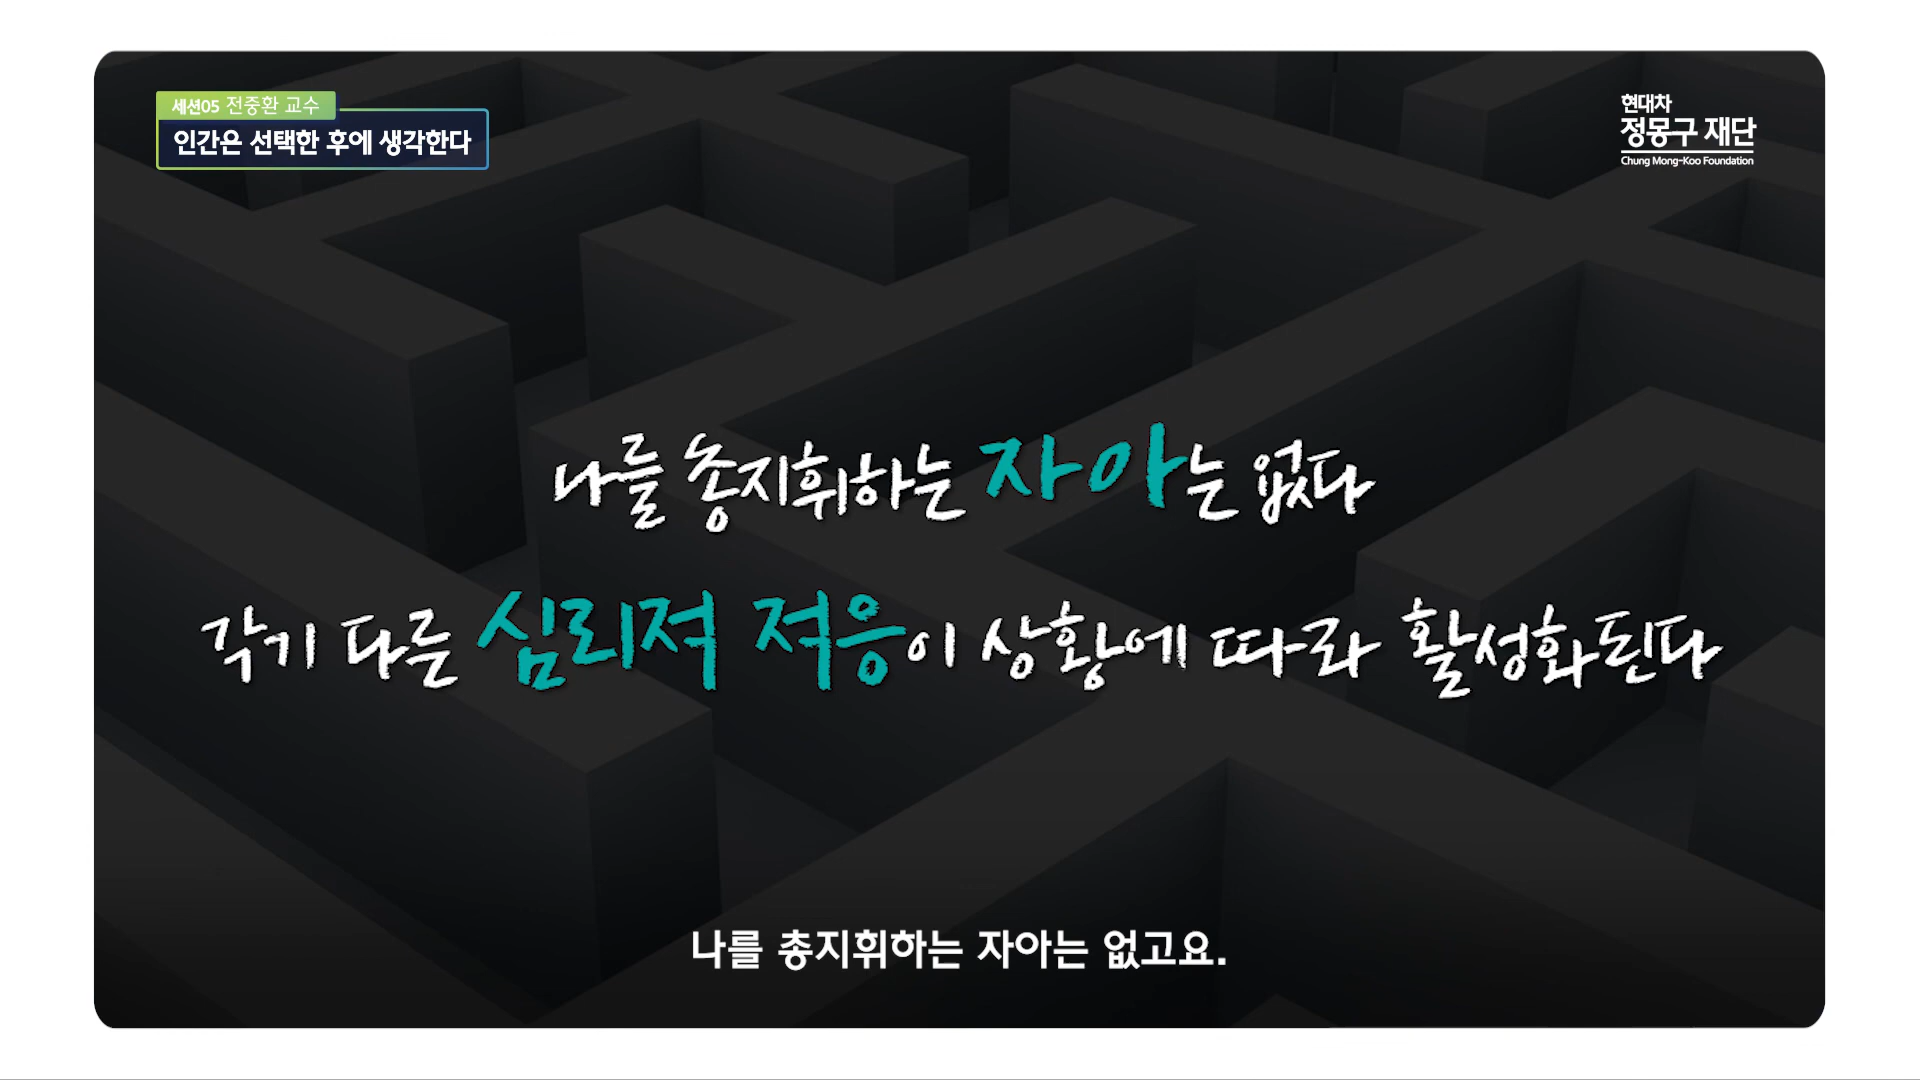 세션05 전중환 교수
인간은 선택한 후에 생각한다
현대차
정몽구 재단
Chung Mong-Koo Foundation
나를 총지휘하는 자아는 없다
각기 다른 심리적 적응이 상황에 따라 활성화된다
나를 총지휘하는 자아는 없고요.